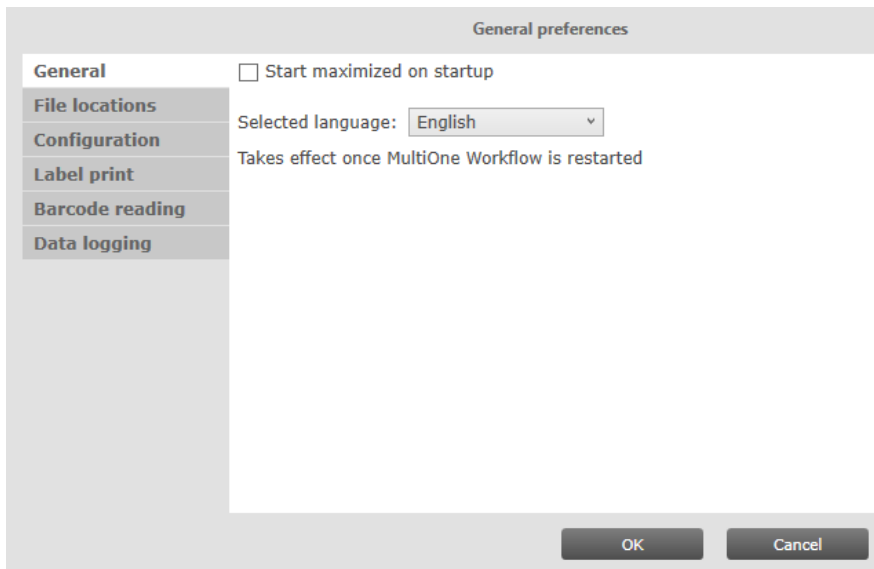 General preferences
General
File locations
Configuration
Label print
Barcode reading
Data logging
Start maximized on startup
Selected language: English
Takes effect once MultiOne Workflow is restarted
OK Cancel